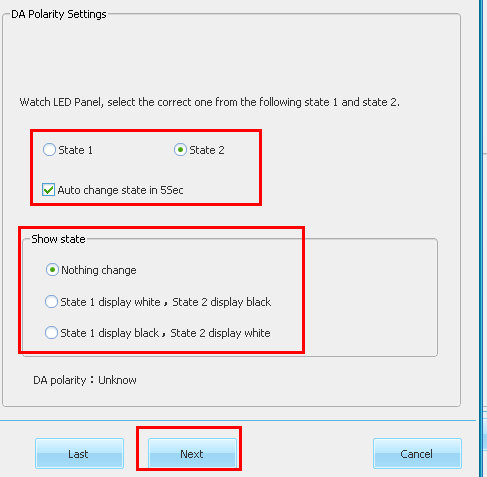 DA Polarity Settings
Watch LED Panel, select the correct one from the following state 1 and state 2.
State 1 State 2
Auto change state in 5Sec
Show state
Nothing change
State 1 display white，State 2 display black
State 1 display black，State 2 display white
DA polarity：Unknow
Last Next Cancel